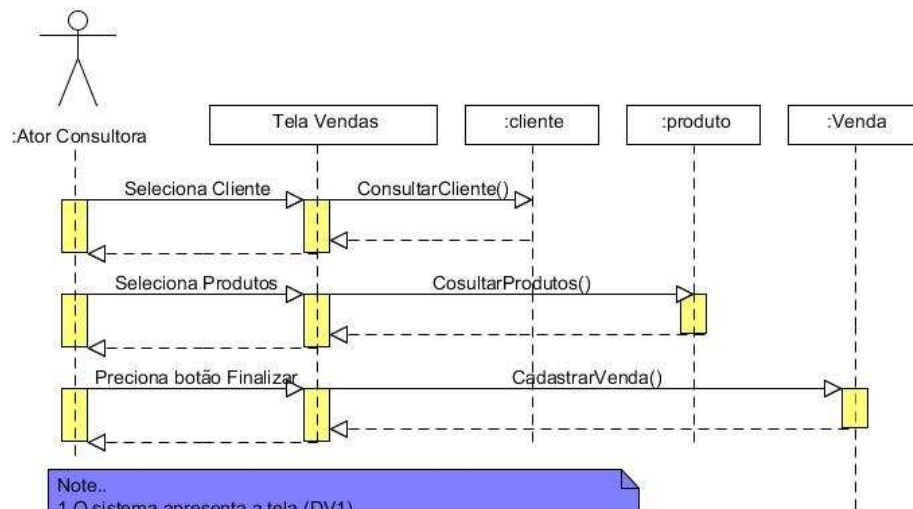 :Ator Consultora
Tela Vendas
:cliente
:produto
:Venda
Seleciona Cliente
ConsultarCliente()
Seleciona Produtos
CosultarProdutos()
Preciona botão Finalizar
CadastrarVenda()
Note..
1.O sistema apresenta a tela (DV1)